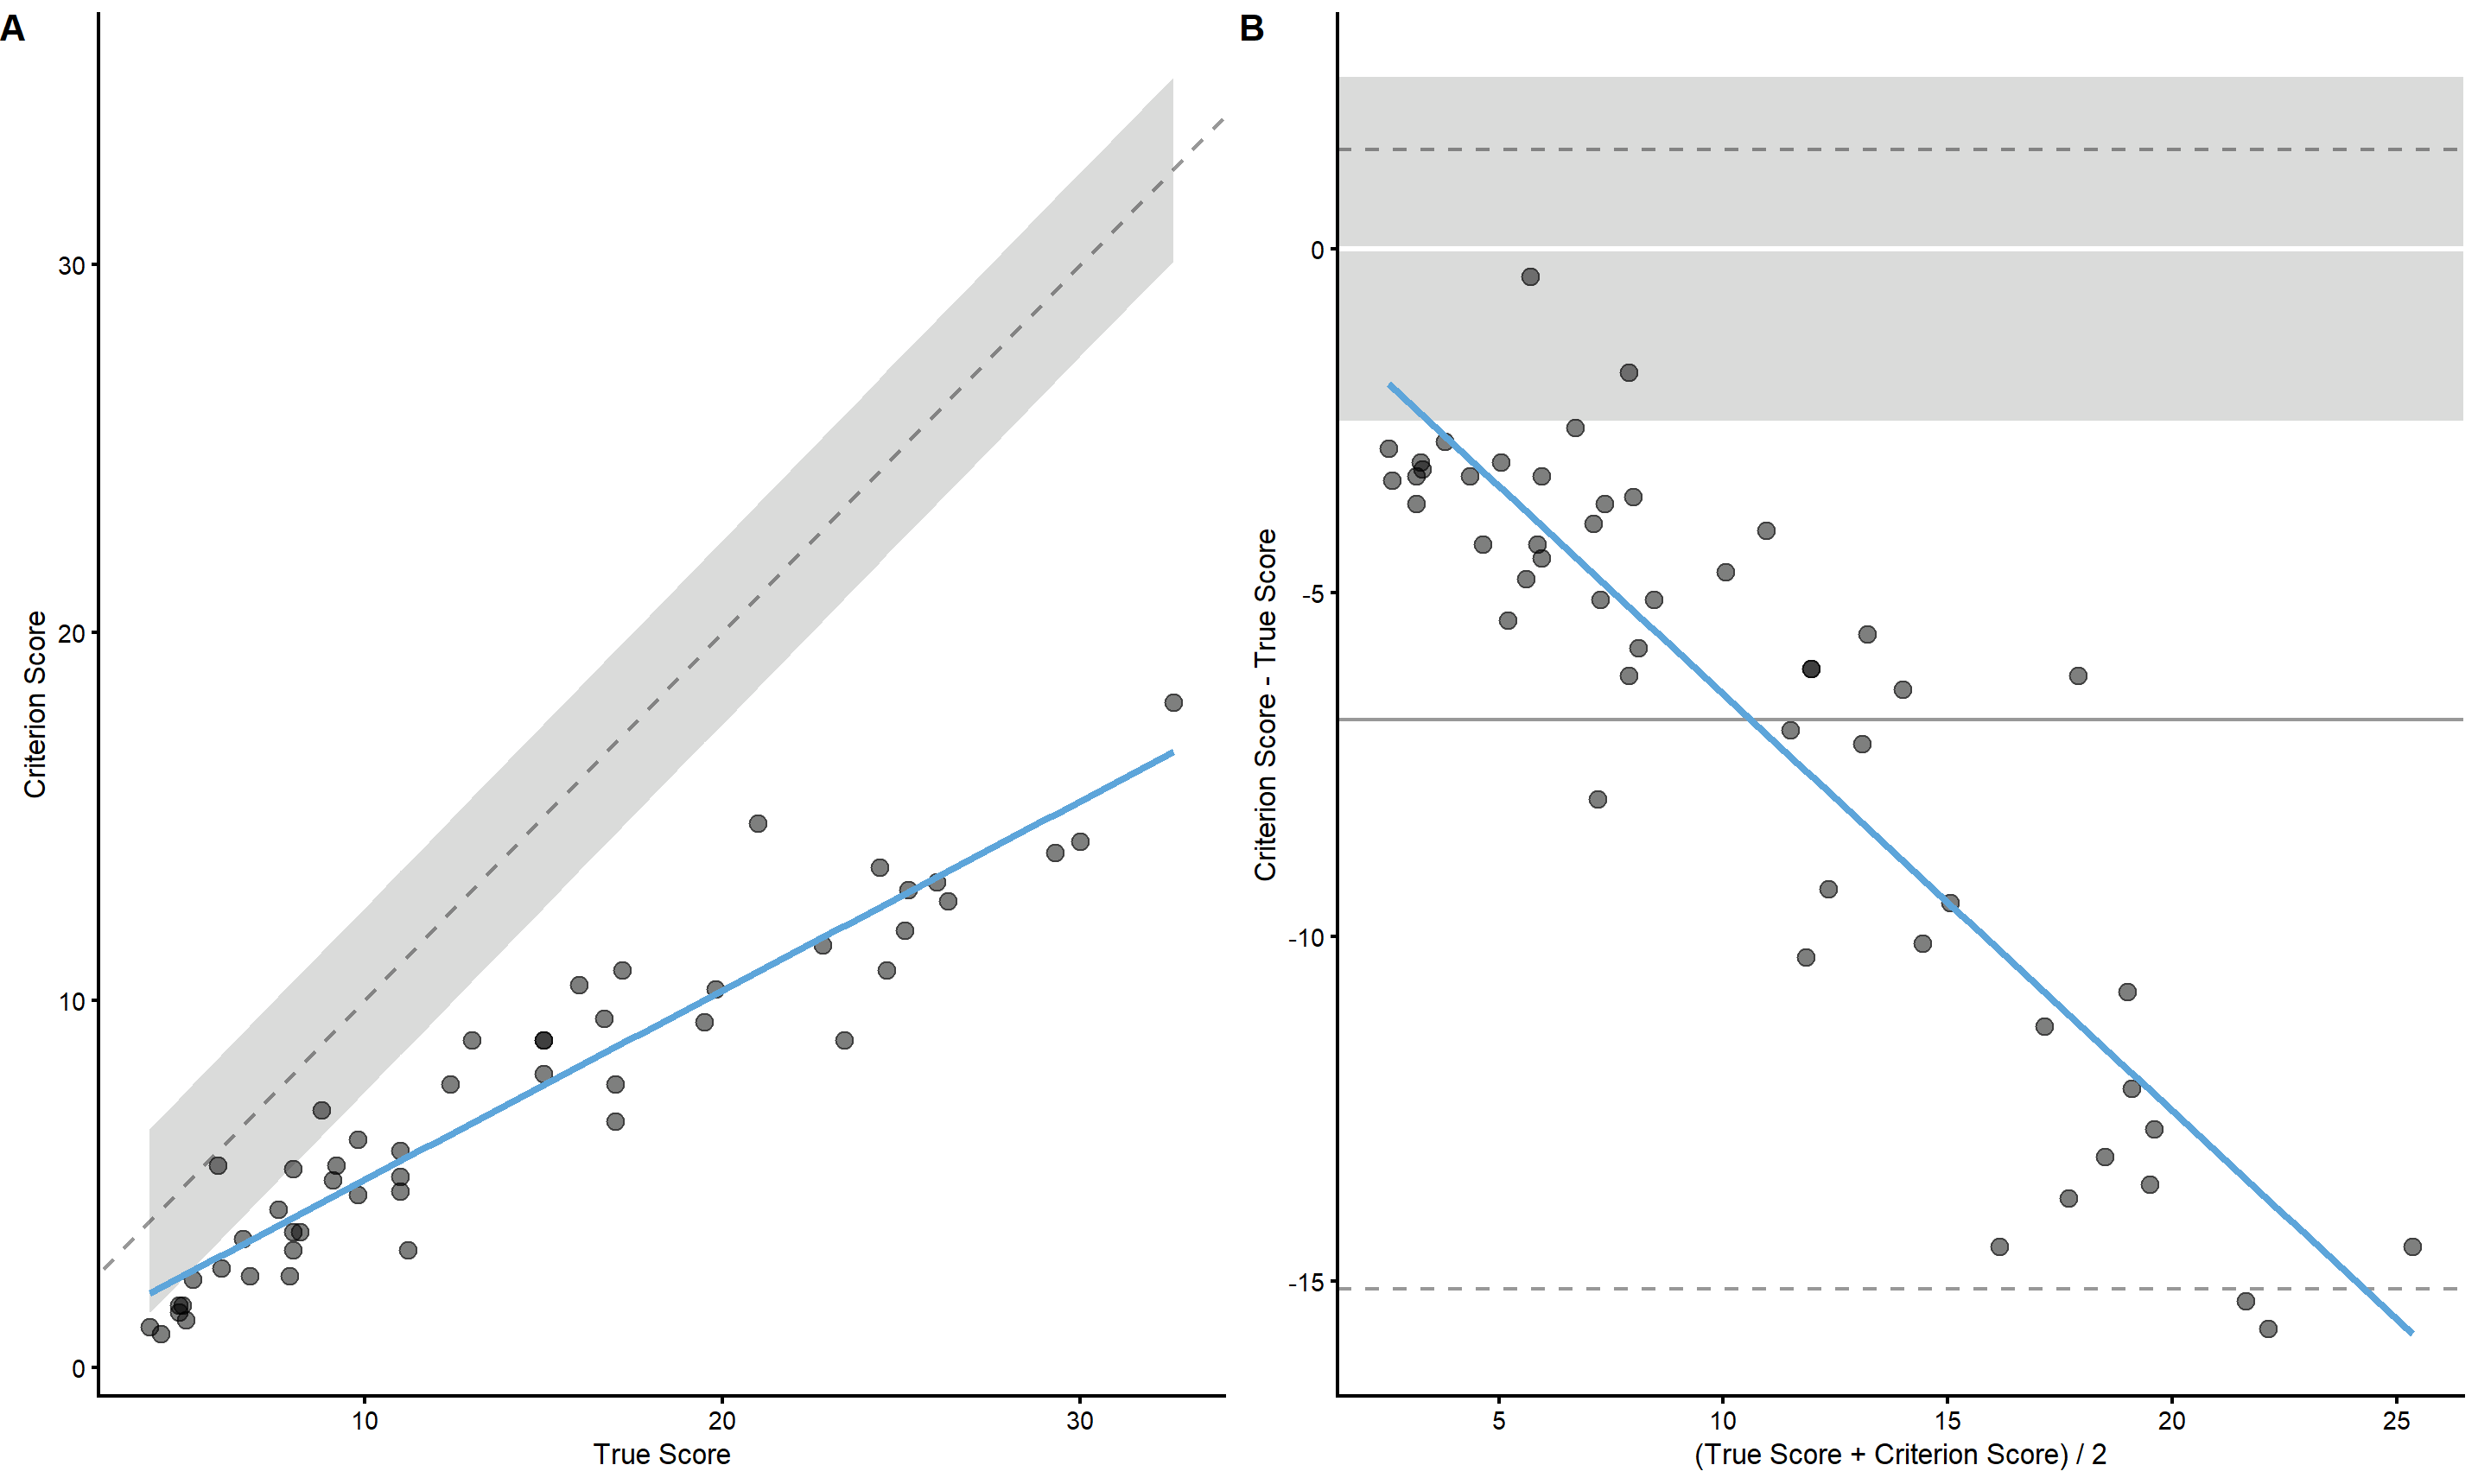 A
30
20
10
0
Criterion Score
10 20 30
True Score
B
0
-5
-10
-15
Criterion Score - True Score
5 10 15 20 25
(True Score + Criterion Score) / 2